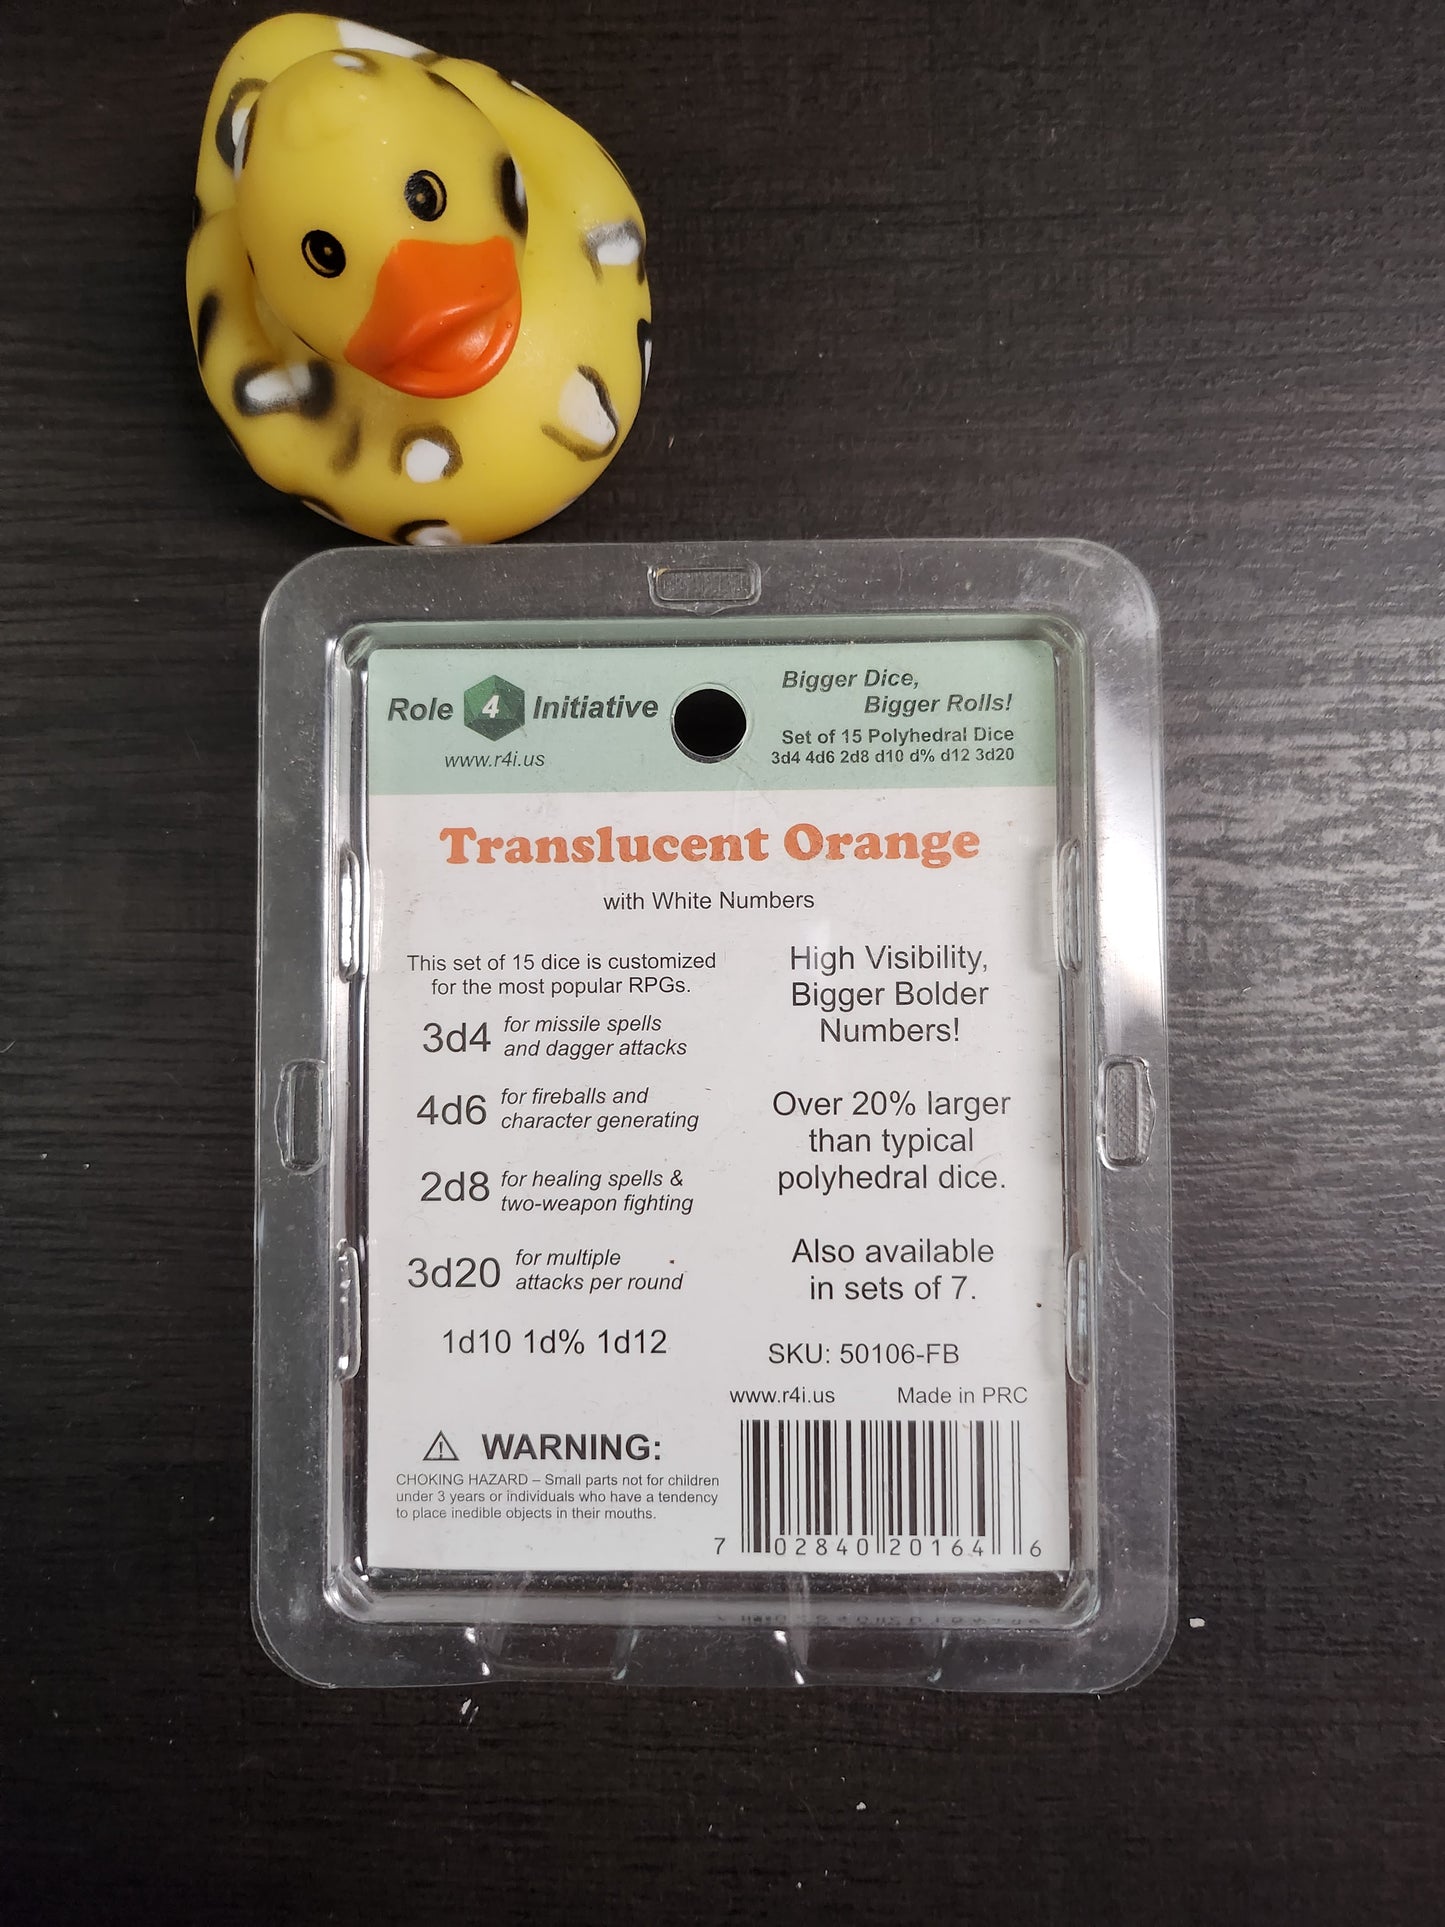 Role 4 Initiative
www.r4i.us
Bigger Dice,
Bigger Rolls!
Set of 15 Polyhedral Dice
3d4 4d6 2d8 d10 d% d12 3d20
Translucent Orange
with White Numbers
This set of 15 dice is customized
for the most popular RPGs.
3d4 for missile spells
and dagger attacks
4d6 for fireballs and
character generating
2d8 for healing spells &
two-weapon fighting
3d20 for multiple
attacks per round
1d10 1d% 1d12
⚠ WARNING:
CHOKING HAZARD – Small parts not for children
under 3 years or individuals who have a tendency
to place inedible objects in their mouths.
High Visibility,
Bigger Bolder
Numbers!
Over 20% larger
than typical
polyhedral dice.
Also available
in sets of 7.
SKU: 50106-FB
www.r4i.us Made in PRC
7 02840 20164 6